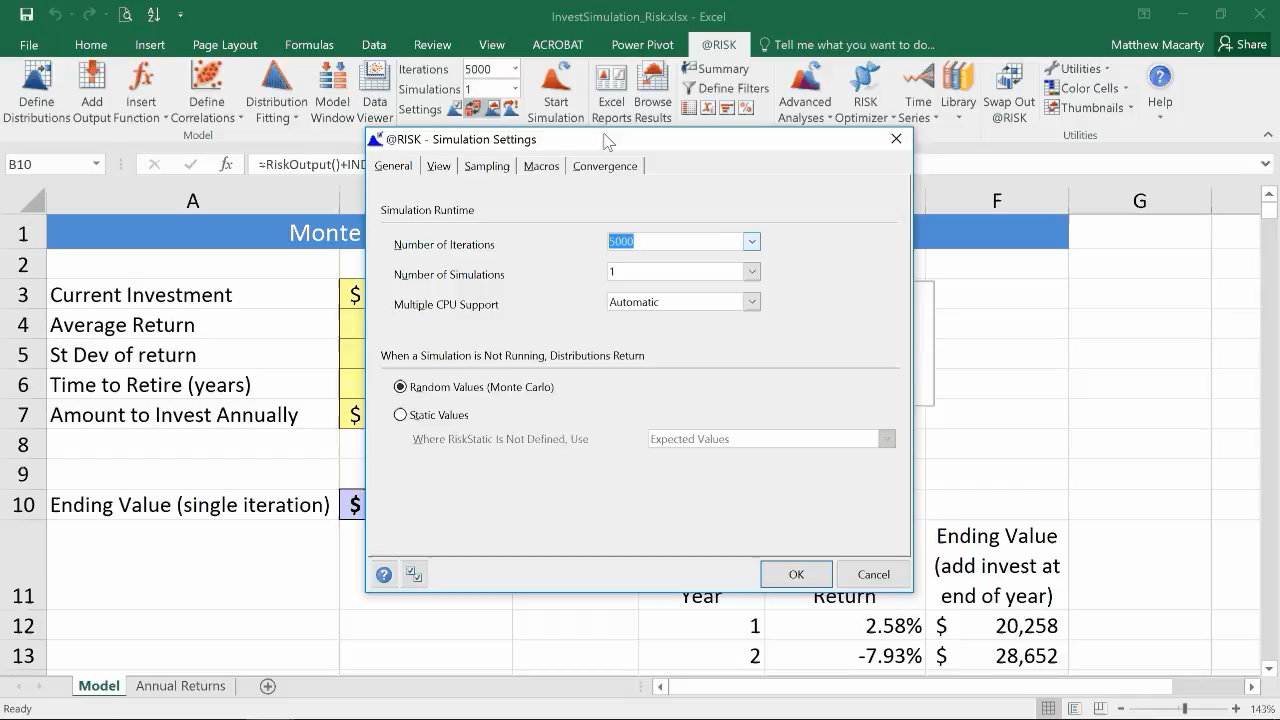 InvestSimulation_Risk.xlsx - Excel
File Home Insert Page Layout Formulas Data Review View ACROBAT Power Pivot @RISK Tell me what you want to do... Matthew Macarty Share
Define Distributions
Add Output
Insert Function
Define Correlations
Distribution Fitting
Model Window
Data Viewer
Iterations 5000
Simulations 1
Settings
Start Simulation
Excel Reports
Browse Results
Summary
Define Filters
Advanced Analyses
RISK Optimizer
Time Series
Library
Swap Out @RISK
Utilities
Color Cells
Thumbnails
Help
Model
Utilities
B10 fx =RiskOutput()+IND
@RISK - Simulation Settings
General View Sampling Macros Convergence
Simulation Runtime
Number of Iterations 5000
Number of Simulations 1
Multiple CPU Support Automatic
When a Simulation is Not Running, Distributions Return
Random Values (Monte Carlo)
Static Values
Where RiskStatic Is Not Defined, Use Expected Values
OK Cancel
A F G
1 Monte
2
3 Current Investment $
4 Average Return
5 St Dev of return
6 Time to Retire (years)
7 Amount to Invest Annually $
8
9
10 Ending Value (single iteration) $
11 Year Return Ending Value
(add invest at
end of year)
12 1 2.58% $ 20,258
13 2 -7.93% $ 28,652
Model Annual Returns
Ready 143%